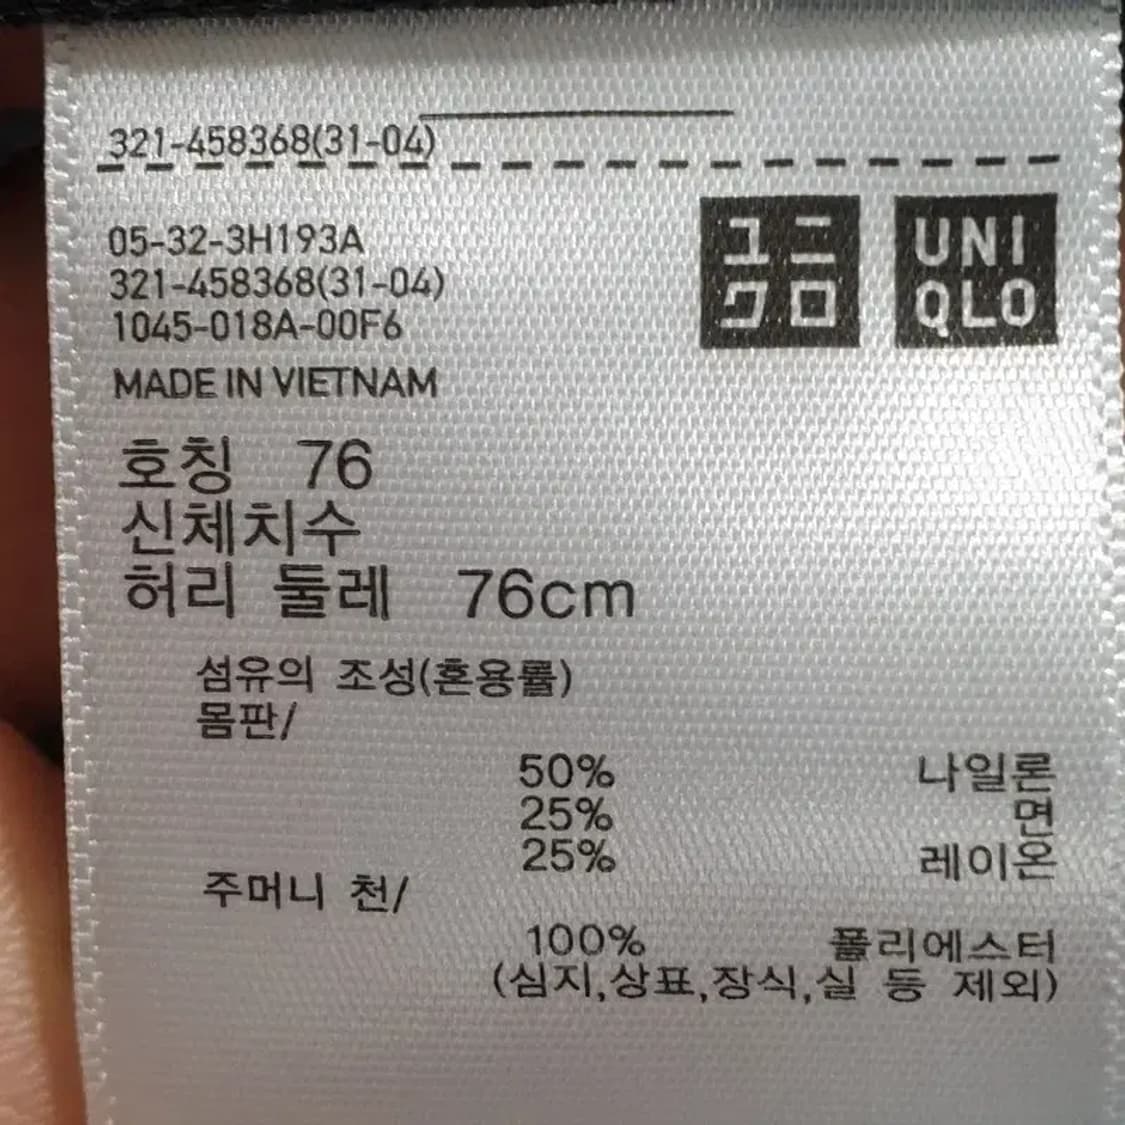 321-458368(31-04)
ユニ
クロ
UNI
QLO
05-32-3H193A
321-458368(31-04)
1045-018A-00F6
MADE IN VIETNAM
호칭 76
신체치수
허리 둘레 76cm
섬유의 조성(혼용률)
몸판/
50% 나일론
25% 면
25% 레이온
주머니 천/
100% 폴리에스터
(심지,상표,장식,실 등 제외)